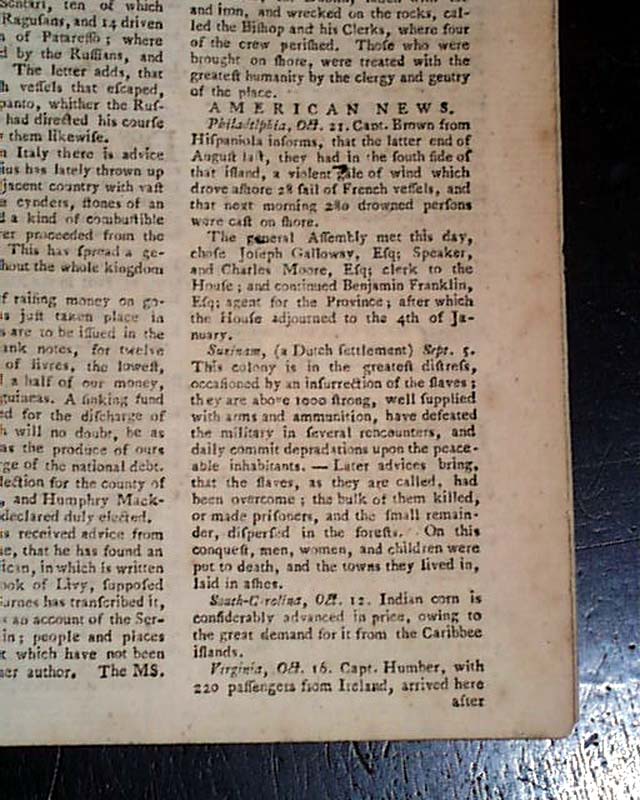 Scutari, ten of which
Ragusans, and 14 driven
of Pataresso; where
d by the Russians, and
The letter adds, that
h vessels that escaped,
panto, whither the Rus-
had directed his course
them likewise.
n Italy there is advice
ius has lately thrown up
jacent country with vast
cynders, stones of an
d a kind of combustible
er proceeded from the
This has spread a ge-
hout the whole kingdom
f raising money on go-
s just taken place in
s are to be issued in the
ank notes, for twelve
of livres, the lowest,
d a half of our money,
guineas. A sinking fund
ed for the discharge of
h will no doubt, be as
as the produce of ours
rge of the national debt.
lection for the county of
, and Humphry Mack-
declared duly elected.
s received advice from
e, that he has found an
ican, in which is written
ook of Livy, supposed
Garnes has transcribed it,
s an account of the Ser-
in; people and places
t which have not been
her author. The MS.
and iron, and wrecked on the rocks, cal-
led the Bishop and his Clerks, where four
of the crew perished. Those who were
brought on shore, were treated with the
greatest humanity by the clergy and gentry
of the place.
AMERICAN NEWS.
Philadelphia, Oct. 21. Capt. Brown from
Hispaniola informs, that the latter end of
August last, they had in the south side of
that island, a violent gale of wind which
drove ashore 28 sail of French vessels, and
that next morning 280 drowned persons
were cast on shore.
The general Assembly met this day,
chose Joseph Galloway, Esq; Speaker,
and Charles Moore, Esq; clerk to the
House; and continued Benjamin Franklin,
Esq; agent for the Province; after which
the House adjourned to the 4th of Ja-
nuary.
Surinam, (a Dutch settlement) Sept. 5.
This colony is in the greatest distress,
occasioned by an insurrection of the slaves;
they are above 1000 strong, well supplied
with arms and ammunition, have defeated
the military in several rencounters, and
daily commit depradations upon the peace-
able inhabitants. — Later advices bring,
that the slaves, as they are called, had
been overcome; the bulk of them killed,
or made prisoners, and the small remain-
der, dispersed in the forests. On this
conquest, men, women, and children were
put to death, and the towns they lived in,
laid in ashes.
South-Carolina, Oct. 12. Indian corn is
considerably advanced in price, owing to
the great demand for it from the Caribbee
islands.
Virginia, Oct. 16. Capt. Humber, with
220 passengers from Ireland, arrived here
after